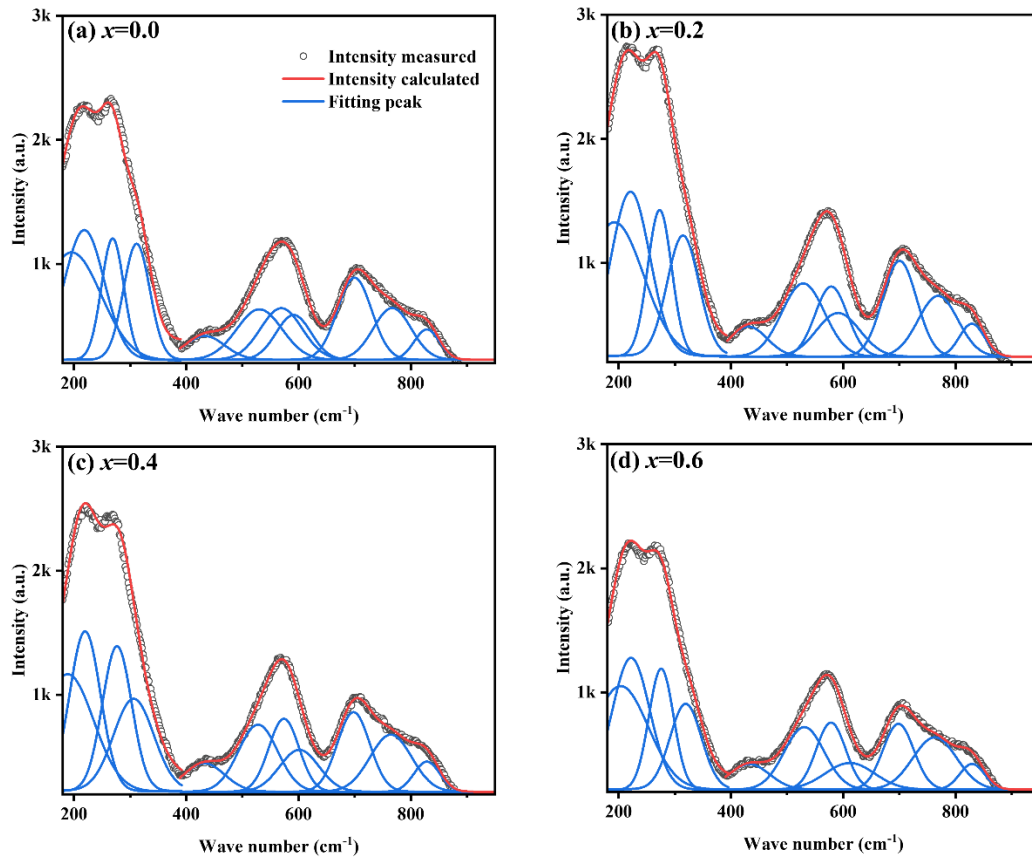 (a) x=0.0
Intensity measured
Intensity calculated
Fitting peak
3k
2k
1k
Intensity (a.u.)
200 400 600 800
Wave number (cm⁻¹)
(b) x=0.2
3k
2k
1k
Intensity (a.u.)
200 400 600 800
Wave number (cm⁻¹)
(c) x=0.4
3k
2k
1k
Intensity (a.u.)
200 400 600 800
Wave number (cm⁻¹)
(d) x=0.6
3k
2k
1k
Intensity (a.u.)
200 400 600 800
Wave number (cm⁻¹)